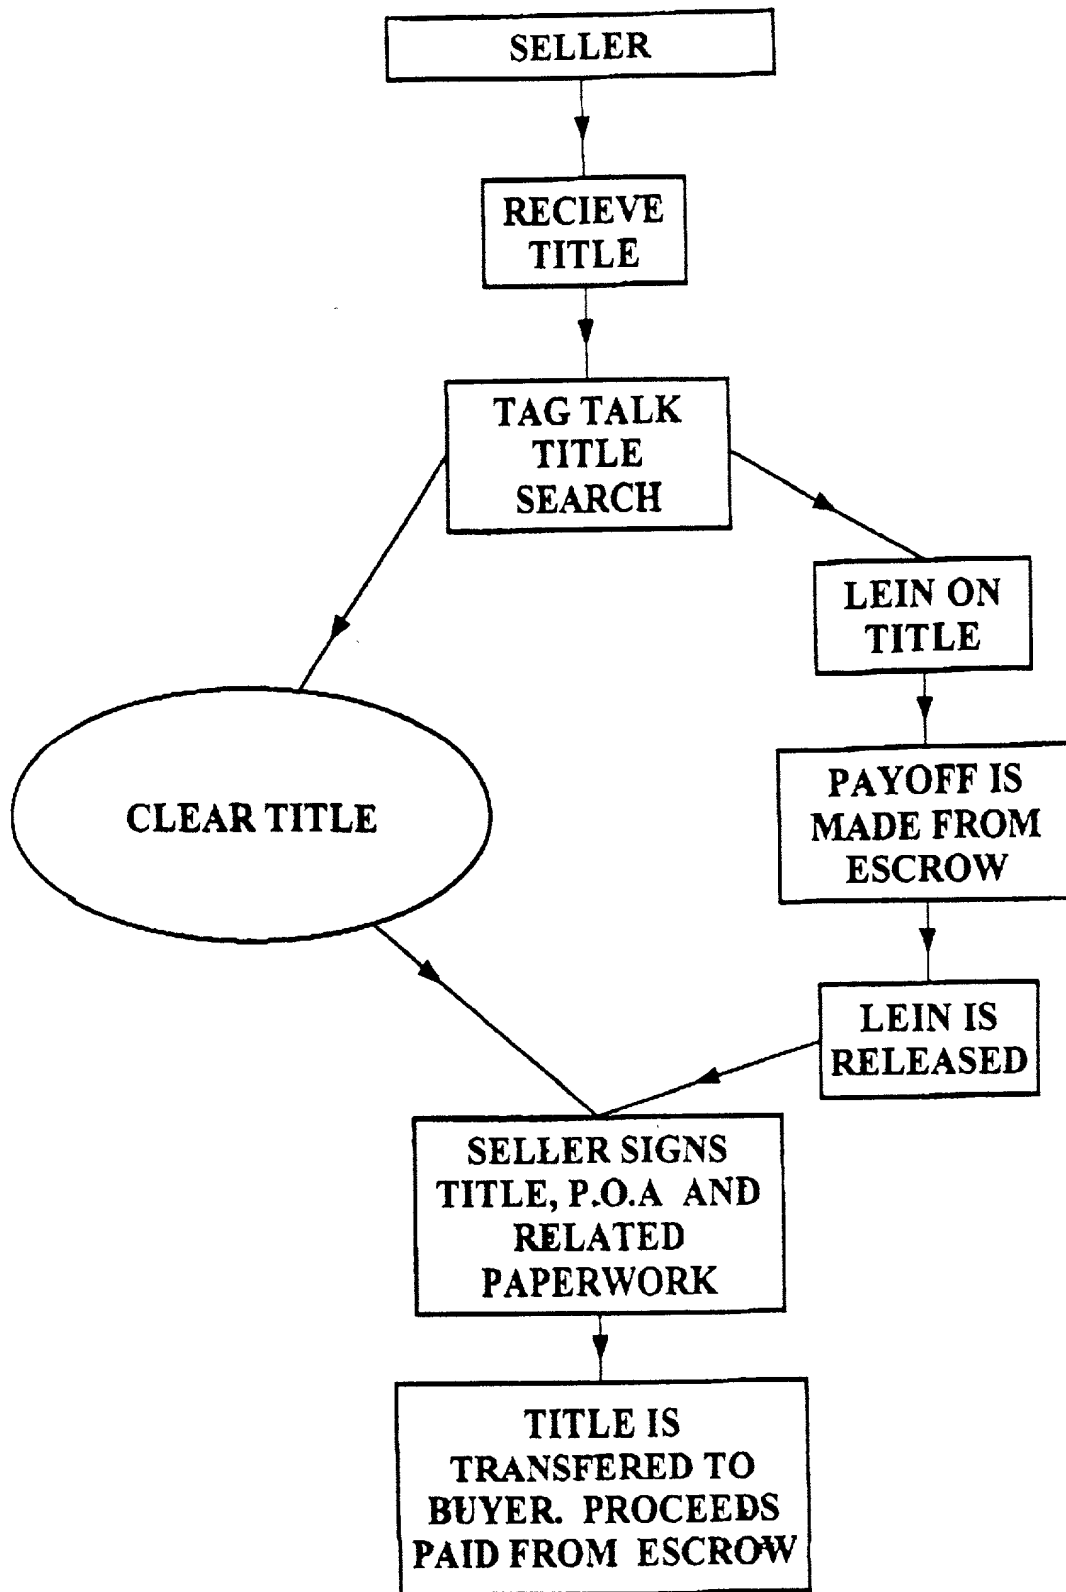 SELLER
RECIEVE
TITLE
TAG TALK
TITLE
SEARCH
LEIN ON
TITLE
CLEAR TITLE
PAYOFF IS
MADE FROM
ESCROW
LEIN IS
RELEASED
SELLER SIGNS
TITLE, P.O.A AND
RELATED
PAPERWORK
TITLE IS
TRANSFERED TO
BUYER. PROCEEDS
PAID FROM ESCROW